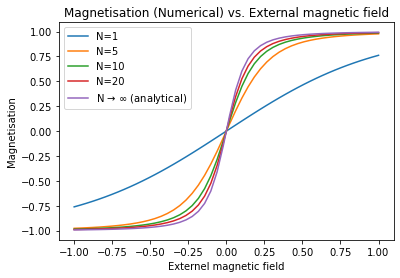 Magnetisation (Numerical) vs. External magnetic field
N=1
N=5
N=10
N=20
N→∞ (analytical)
Magnetisation
1.00
0.75
0.50
0.25
0.00
−0.25
−0.50
−0.75
−1.00
−1.00 −0.75 −0.50 −0.25 0.00 0.25 0.50 0.75 1.00
Externel magnetic field